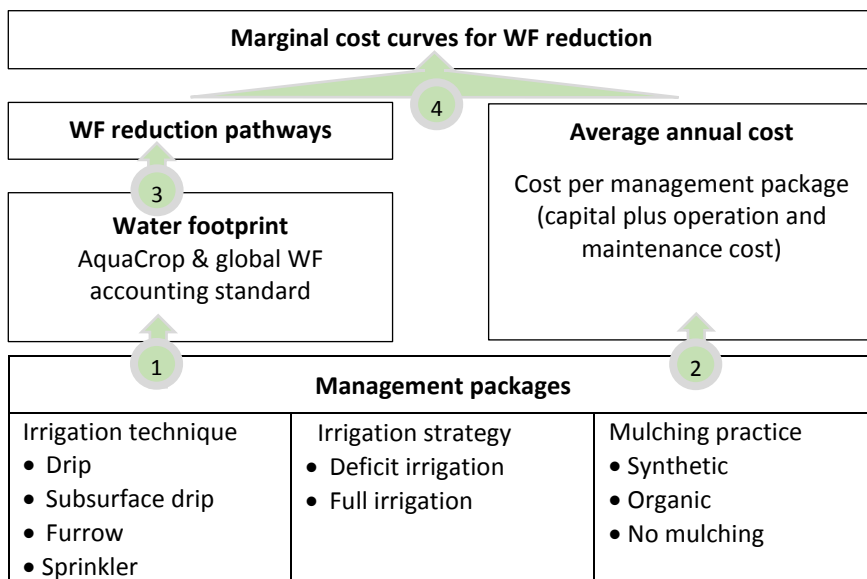 Marginal cost curves for WF reduction
4
WF reduction pathways
3
Water footprint
AquaCrop & global WF
accounting standard
Average annual cost
Cost per management package
(capital plus operation and
maintenance cost)
1
2
Management packages
Irrigation technique
• Drip
• Subsurface drip
• Furrow
• Sprinkler
Irrigation strategy
• Deficit irrigation
• Full irrigation
Mulching practice
• Synthetic
• Organic
• No mulching